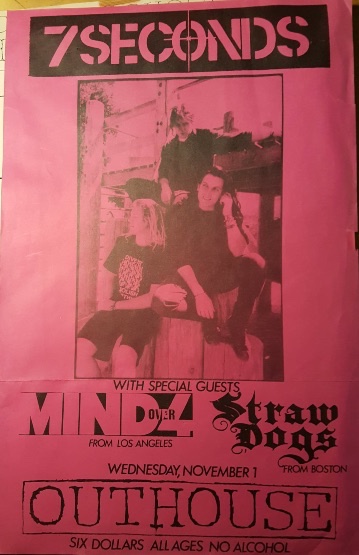 7SECONDS
WITH SPECIAL GUESTS
MIND OVER 4
FROM LOS ANGELES
Straw Dogs
FROM BOSTON
WEDNESDAY, NOVEMBER 1
OUTHOUSE
SIX DOLLARS ALL AGES NO ALCOHOL